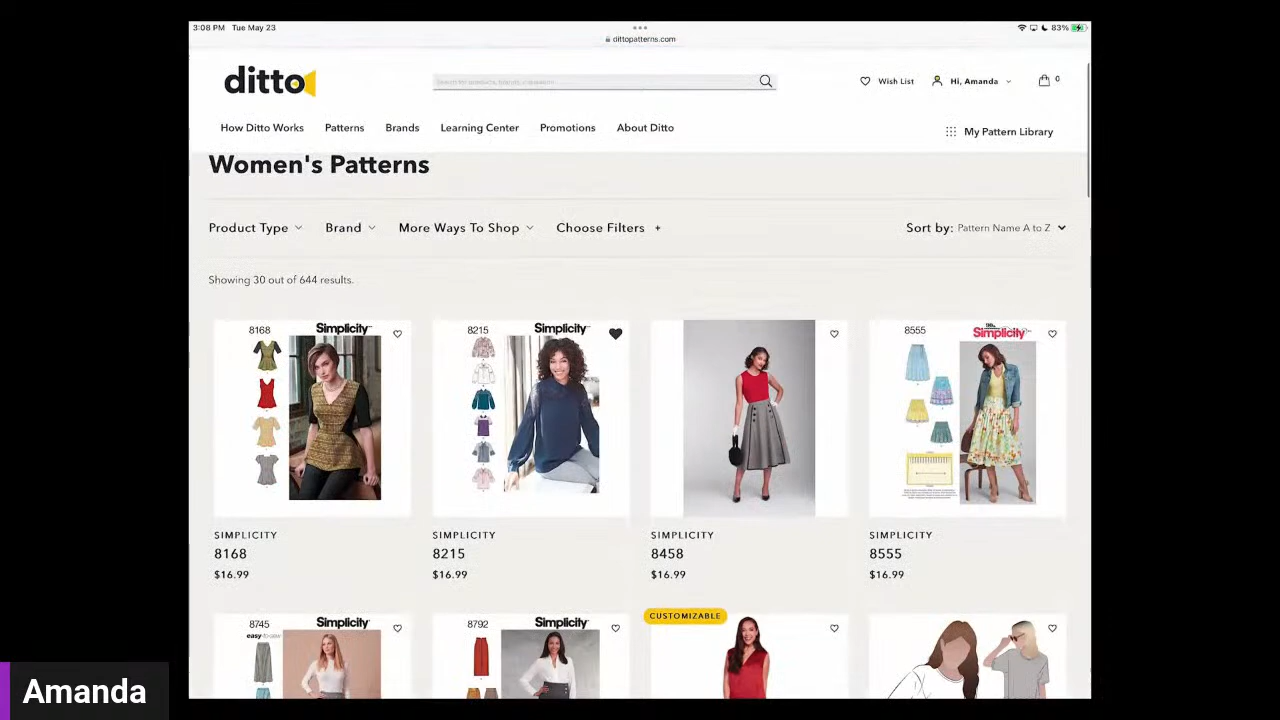 3:08 PM Tue May 23
83%
dittopatterns.com
ditto
Wish List
Hi, Amanda
0
How Ditto Works
Patterns
Brands
Learning Center
Promotions
About Ditto
My Pattern Library
Women's Patterns
Product Type
Brand
More Ways To Shop
Choose Filters +
Sort by: Pattern Name A to Z
Showing 30 out of 644 results.
8168 Simplicity
8215 Simplicity
8555 Simplicity
SIMPLICITY
8168
$16.99
SIMPLICITY
8215
$16.99
SIMPLICITY
8458
$16.99
SIMPLICITY
8555
$16.99
8745 Simplicity
easy-to-sew
8792 Simplicity
CUSTOMIZABLE
Amanda